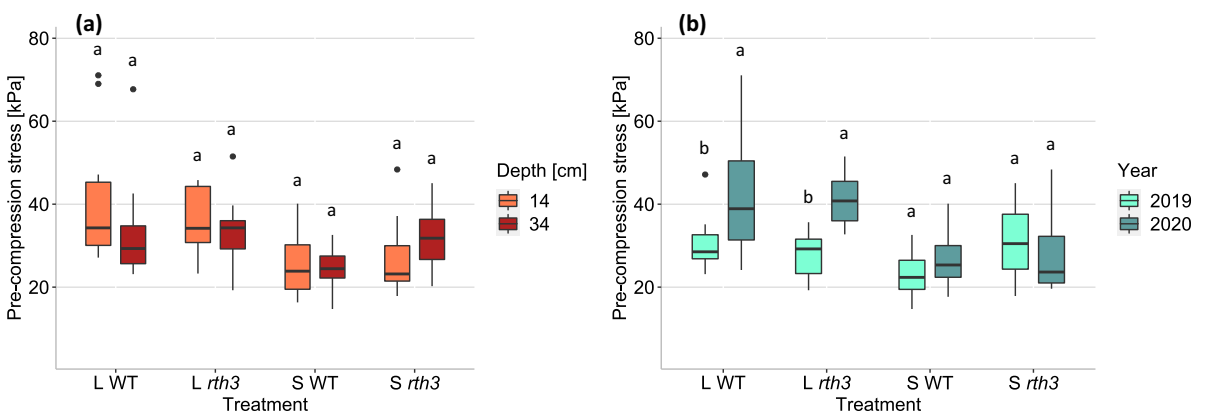 (a)
80
60
40
20
Pre-compression stress [kPa]
a
a
a
a
a
a
a
a
L WT
L rth3
S WT
S rth3
Treatment
Depth [cm]
14
34
(b)
80
60
40
20
Pre-compression stress [kPa]
b
a
b
a
a
a
a
a
L WT
L rth3
S WT
S rth3
Treatment
Year
2019
2020